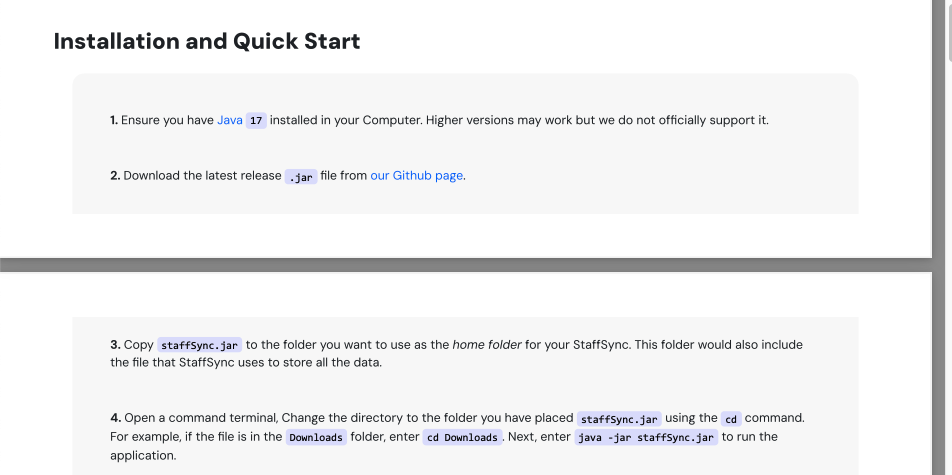 Installation and Quick Start
1. Ensure you have Java 17 installed in your Computer. Higher versions may work but we do not officially support it.
2. Download the latest release .jar file from our Github page.
3. Copy staffSync.jar to the folder you want to use as the home folder for your StaffSync. This folder would also include
the file that StaffSync uses to store all the data.
4. Open a command terminal, Change the directory to the folder you have placed staffSync.jar using the cd command.
For example, if the file is in the Downloads folder, enter cd Downloads. Next, enter java -jar staffSync.jar to run the
application.